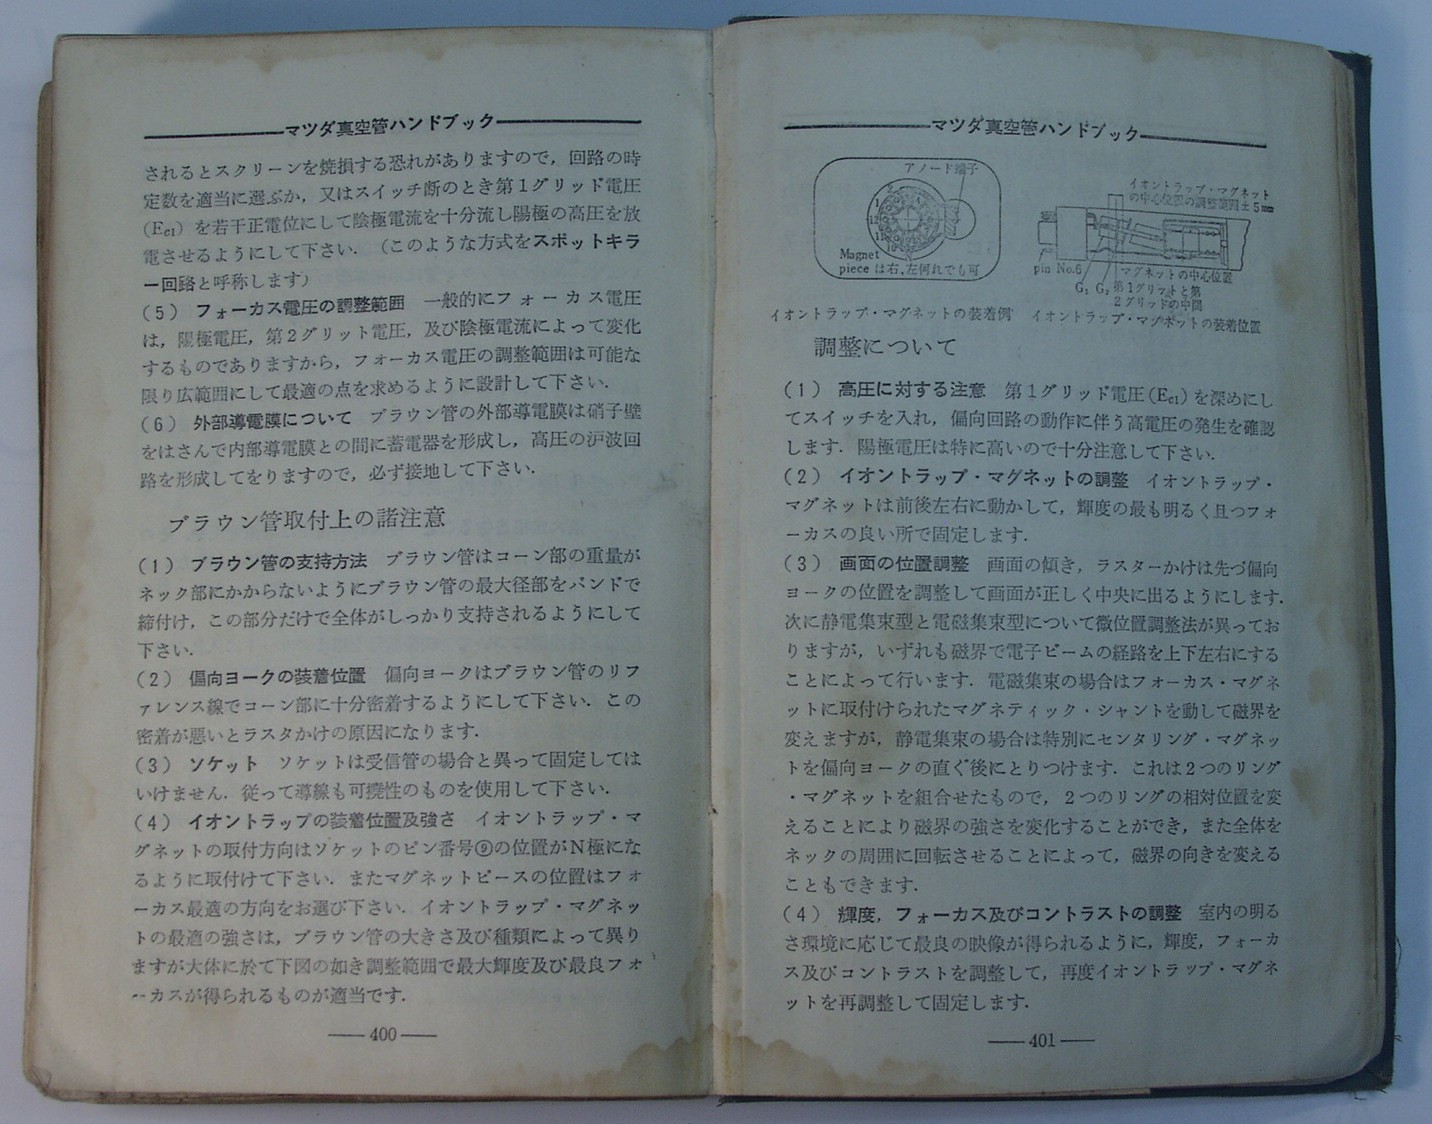 マツダ真空管ハンドブック
されるとスクリーンを焼損する恐れがありますので，回路の時
定数を適当に選ぶか，又はスイッチ断のとき第1グリッド電圧
(Ec1) を若干正電位にして陰極電流を十分流し陽極の高圧を放
電させるようにして下さい．（このような方式をスポットキラ
ー回路と呼称します）
(5) フォーカス電圧の調整範囲　一般的にフォーカス電圧
は，陽極電圧，第2グリット電圧，及び陰極電流によって変化
するものでありますから，フォーカス電圧の調整範囲は可能な
限り広範囲にして最適の点を求めるように設計して下さい．
(6) 外部導電膜について　ブラウン管の外部導電膜は硝子壁
をはさんで内部導電膜との間に蓄電器を形成し，高圧の沪波回
路を形成してをりますので，必ず接地して下さい．
ブラウン管取付上の諸注意
(1) ブラウン管の支持方法　ブラウン管はコーン部の重量が
ネック部にかからないようにブラウン管の最大径部をバンドで
締付け，この部分だけで全体がしっかり支持されるようにして
下さい．
(2) 偏向ヨークの装着位置　偏向ヨークはブラウン管のリフ
ァレンス線でコーン部に十分密着するようにして下さい．この
密着が悪いとラスタかけの原因になります．
(3) ソケット　ソケットは受信管の場合と異って固定しては
いけません．従って導線も可撓性のものを使用して下さい．
(4) イオントラップの装着位置及強さ　イオントラップ・マ
グネットの取付方向はソケットのピン番号⑨の位置がN極にな
るように取付けて下さい．またマグネットピースの位置はフォ
ーカス最適の方向をお選び下さい．イオントラップ・マグネッ
トの最適の強さは，ブラウン管の大きさ及び種類によって異り
ますが大体に於て下図の如き調整範囲で最大輝度及び最良フォ
ーカスが得られるものが適当です．
400
マツダ真空管ハンドブック
アノード端子
Magnet
piece は右，左何れでも可
イオントラップ・マグネットの装着例
イオントラップ・マグネット
の中心位置の調整範囲±5㎜
pin No.6
マグネットの中心位置
G₁ G₂ 第1グリットと第
2グリッドの中間
イオントラップ・マグネットの装着位置
調整について
(1) 高圧に対する注意　第1グリッド電圧(Ec1)を深めにし
てスイッチを入れ，偏向回路の動作に伴う高電圧の発生を確認
します．陽極電圧は特に高いので十分注意して下さい．
(2) イオントラップ・マグネットの調整　イオントラップ・
マグネットは前後左右に動かして，輝度の最も明るく且つフォ
ーカスの良い所で固定します．
(3) 画面の位置調整　画面の傾き，ラスターかけは先づ偏向
ヨークの位置を調整して画面が正しく中央に出るようにします．
次に静電集束型と電磁集束型について微位置調整法が異ってお
りますが，いずれも磁界で電子ビームの経路を上下左右にする
ことによって行います．電磁集束の場合はフォーカス・マグネ
ットに取付けられたマグネティック・シャントを動して磁界を
変えますが，静電集束の場合は特別にセンタリング・マグネッ
トを偏向ヨークの直ぐ後にとりつけます．これは2つのリング
・マグネットを組合せたもので，2つのリングの相対位置を変
えることにより磁界の強さを変化することができ，また全体を
ネックの周囲に回転させることによって，磁界の向きを変える
こともできます．
(4) 輝度，フォーカス及びコントラストの調整　室内の明る
さ環境に応じて最良の映像が得られるように，輝度，フォーカ
ス及びコントラストを調整して，再度イオントラップ・マグネ
ットを再調整して固定します．
401